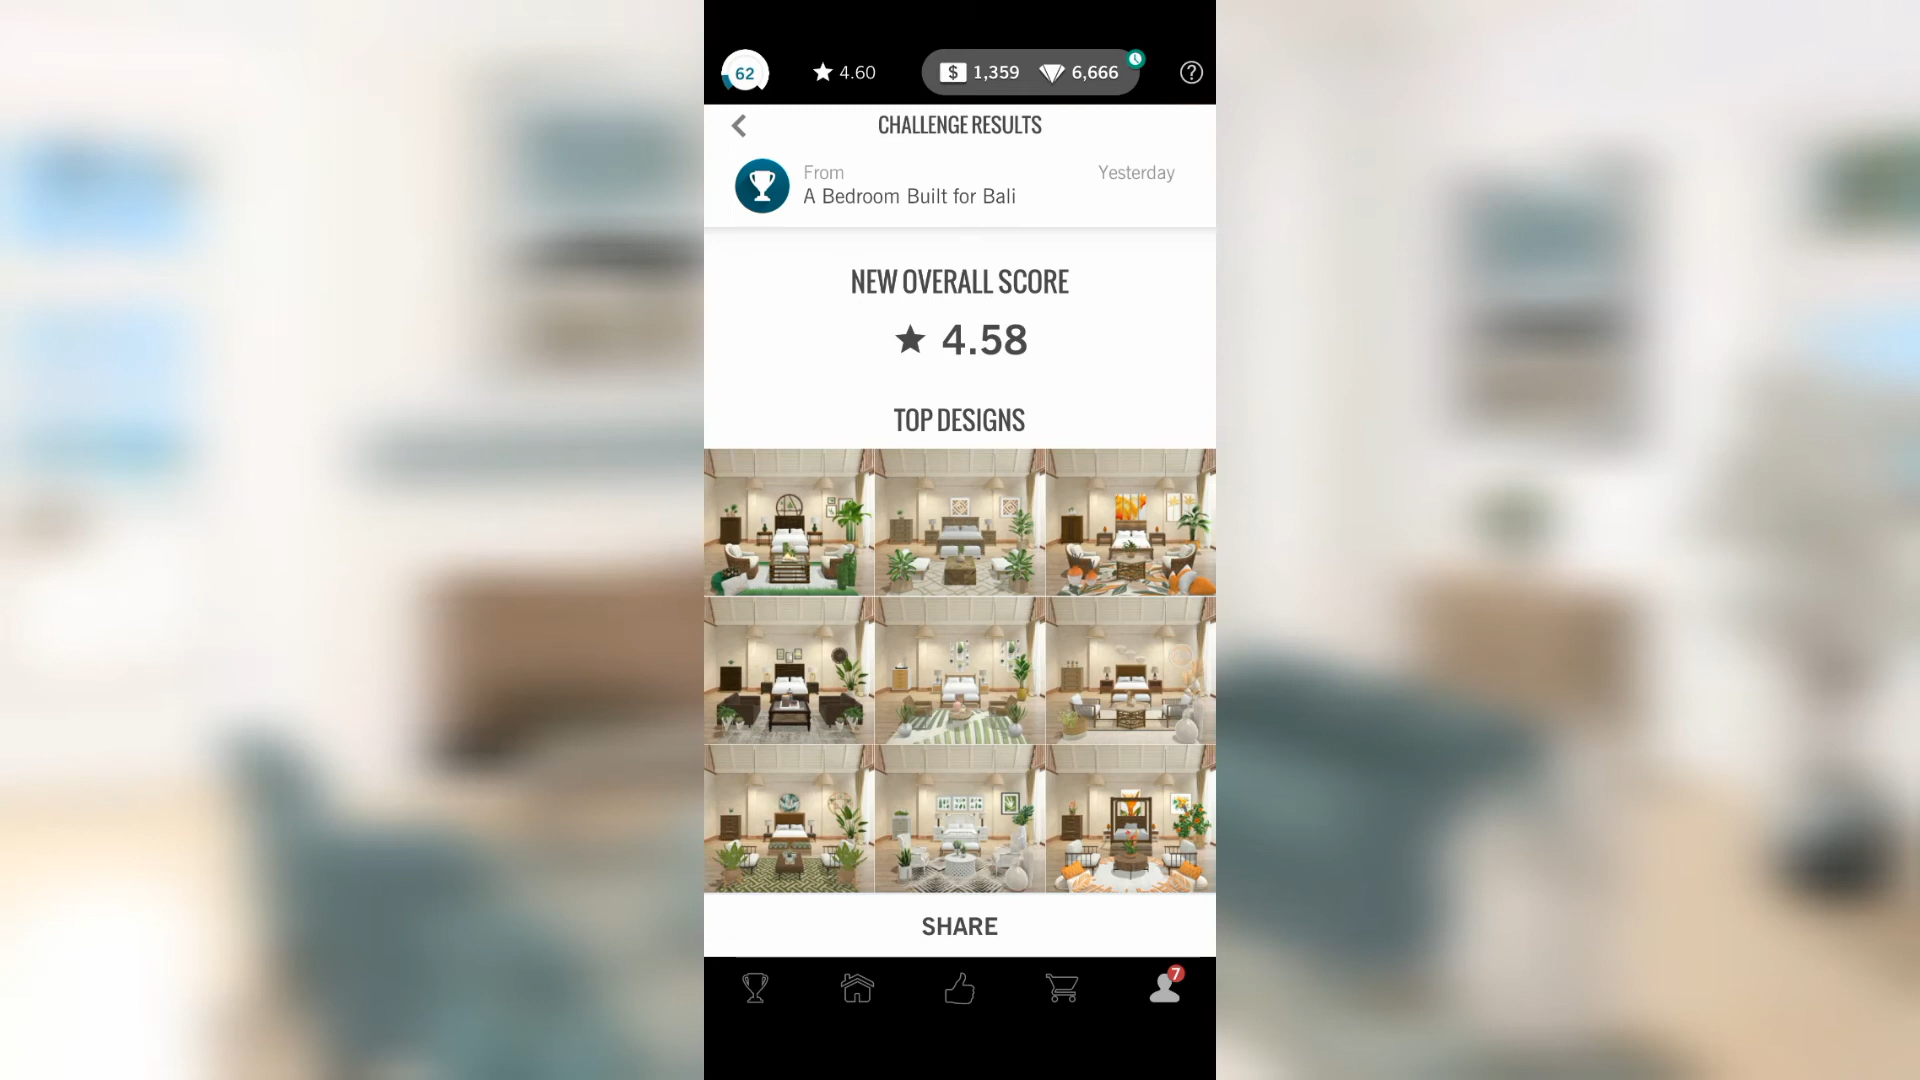 62
4.60
$ 1,359
6,666
?
CHALLENGE RESULTS
From
Yesterday
A Bedroom Built for Bali
NEW OVERALL SCORE
4.58
TOP DESIGNS
SHARE
7